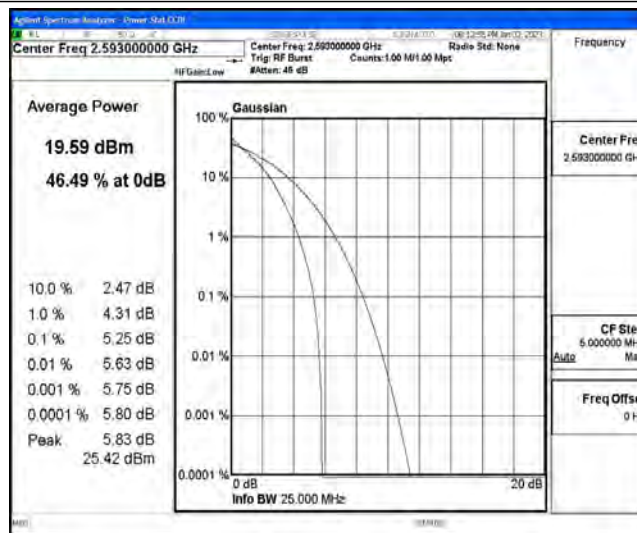 Agilent Spectrum Analyzer - Power Stat CCDF
Center Freq 2.593000000 GHz
Center Freq: 2.593000000 GHz
Radio Std: None
Trig: RF Burst
Counts:1.00 M/1.00 Mpt
#IFGain:Low
#Atten: 46 dB
Frequency
Average Power
19.59 dBm
46.49 % at 0dB
10.0 % 2.47 dB
1.0 % 4.31 dB
0.1 % 5.25 dB
0.01 % 5.63 dB
0.001 % 5.75 dB
0.0001 % 5.80 dB
Peak 5.83 dB
25.42 dBm
Gaussian
100 %
10 %
1 %
0.1 %
0.01 %
0.001 %
0.0001 %
0 dB
20 dB
Info BW 25.000 MHz
Center Fre
2.593000000 GH
CF Ste
5.000000 MH
Auto Ma
Freq Offse
0 H
MSG
STATUS